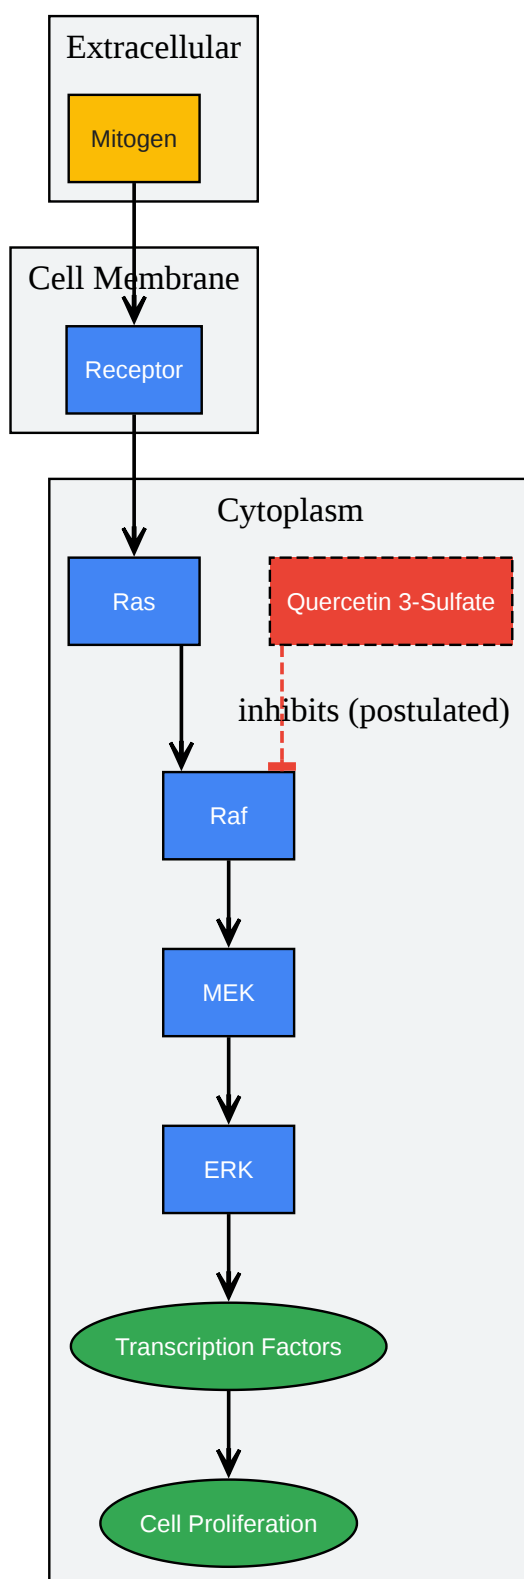 Extracellular
Mitogen
Cell Membrane
Receptor
Cytoplasm
Ras
Quercetin 3-Sulfate
inhibits (postulated)
Raf
MEK
ERK
Transcription Factors
Cell Proliferation